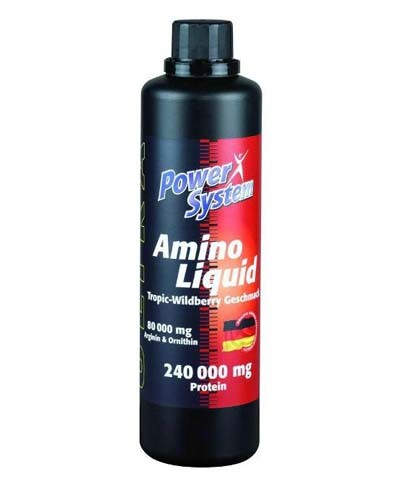 Power
System
Amino
Liquid
Tropic-Wildberry Geschmack
80 000 mg
Arginin & Ornithin
240 000 mg
Protein